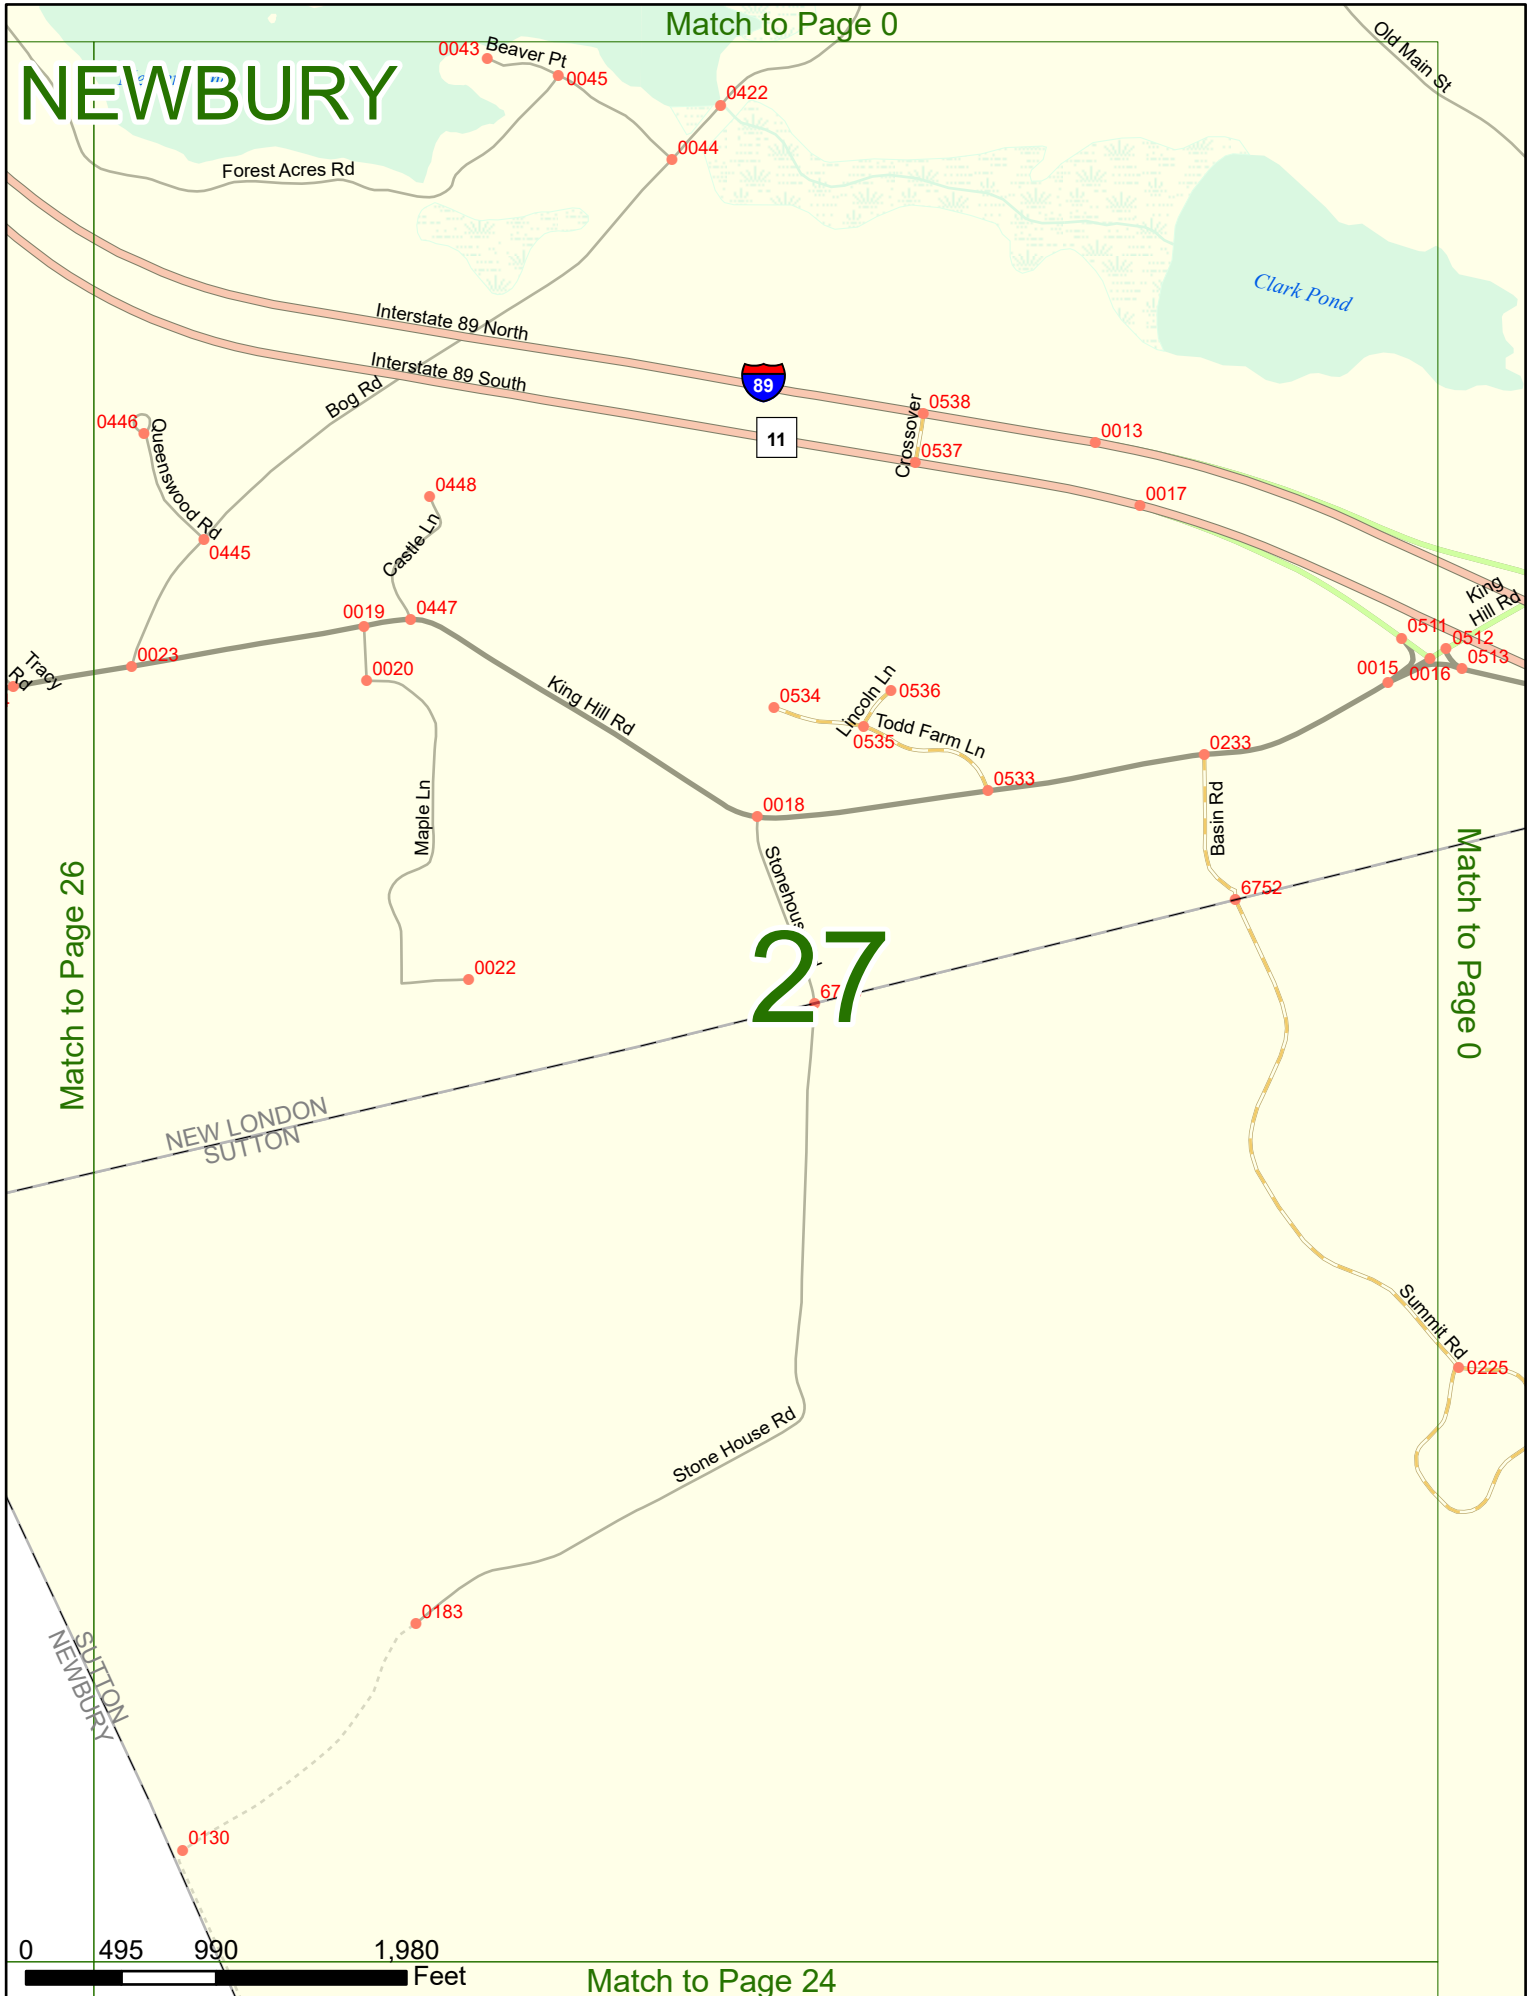 Match to Page 0
Old Main St
0043
Beaver Pt
0045
NEWBURY
0422
0044
Forest Acres Rd
Clark Pond
Interstate 89 North
Interstate 89 South
89
Bog Rd
11
Crossover
0538
0013
0537
0446
Queenswood Rd
0448
0017
0445
Castle Ln
King
Hill Rd
0019
0447
0511
0512
0023
0020
0015
0016
0513
Tracy
Rd
King Hill Rd
0534
Lincoln Ln
0536
0535
Todd Farm Ln
0233
0533
Maple Ln
0018
Basin Rd
Match to Page 26
Match to Page 0
6752
27
0022
67
NEW LONDON
SUTTON
Summit Rd
0225
Stone House Rd
0183
SUTTON
NEWBURY
0130
0 495 990 1,980
Feet
Match to Page 24